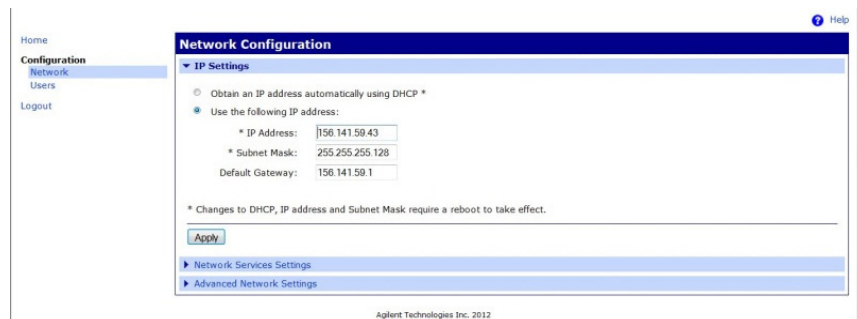 Help
Home
Configuration
Network
Users
Logout
Network Configuration
IP Settings
Obtain an IP address automatically using DHCP *
Use the following IP address:
* IP Address: 156.141.59.43
* Subnet Mask: 255.255.255.128
Default Gateway: 156.141.59.1
* Changes to DHCP, IP address and Subnet Mask require a reboot to take effect.
Apply
Network Services Settings
Advanced Network Settings
Agilent Technologies Inc. 2012